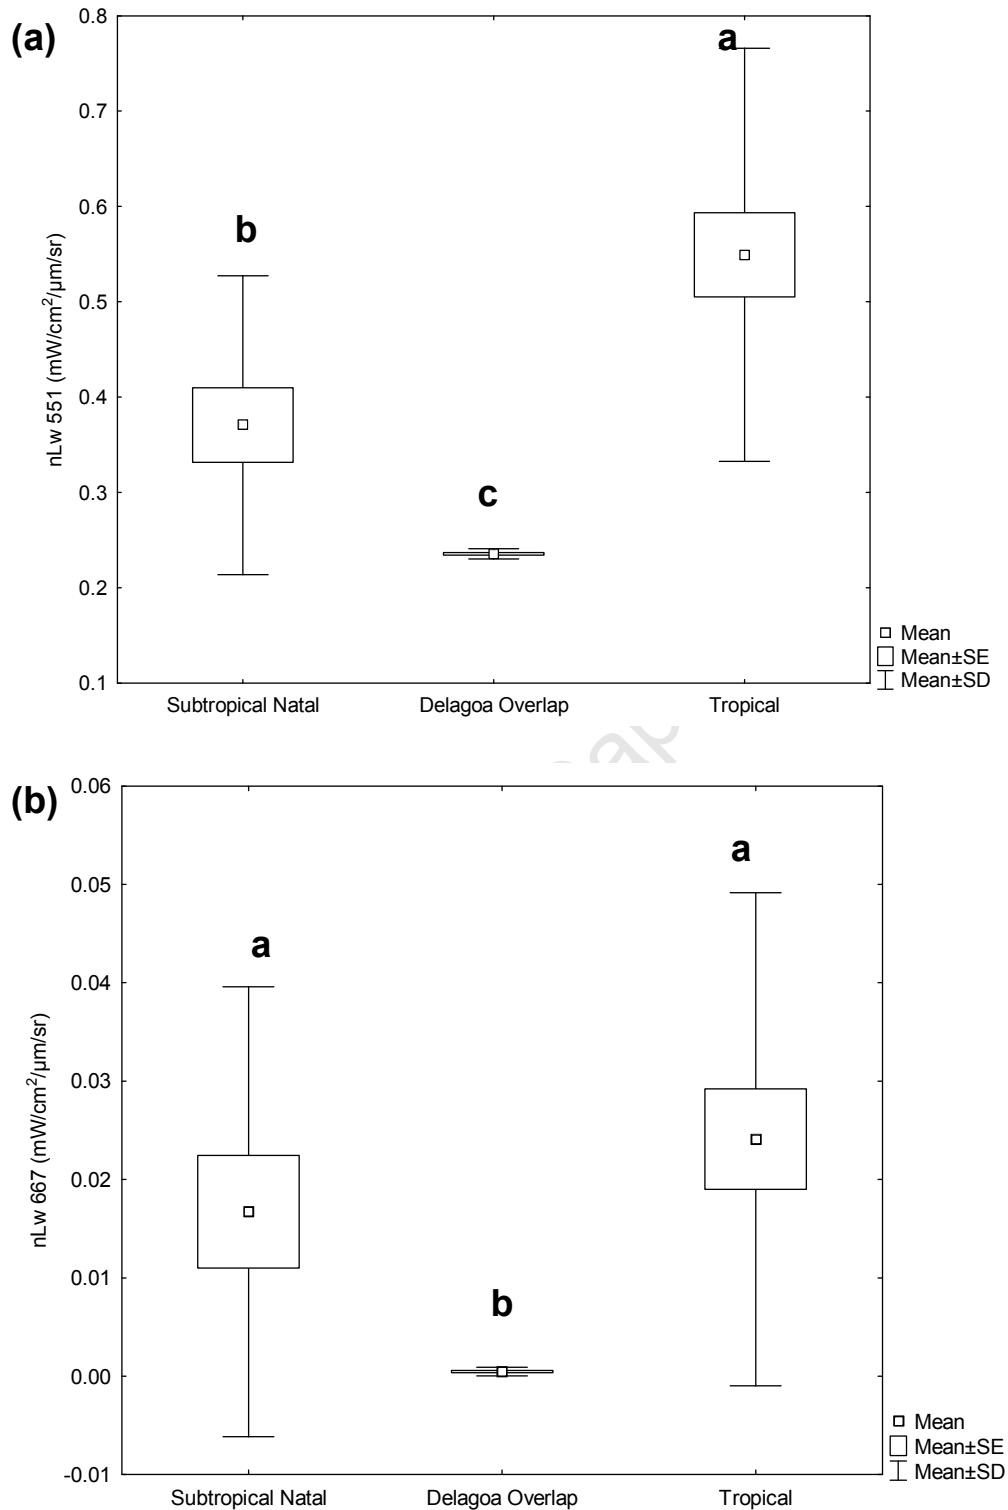 (a)
0.8
0.7
0.6
0.5
0.4
0.3
0.2
0.1
nLw 551 (mW/cm²/µm/sr)
b
c
a
Subtropical Natal
Delagoa Overlap
Tropical
Mean
Mean±SE
Mean±SD
(b)
0.06
0.05
0.04
0.03
0.02
0.01
0.00
-0.01
nLw 667 (mW/cm²/µm/sr)
a
b
a
Subtropical Natal
Delagoa Overlap
Tropical
Mean
Mean±SE
Mean±SD